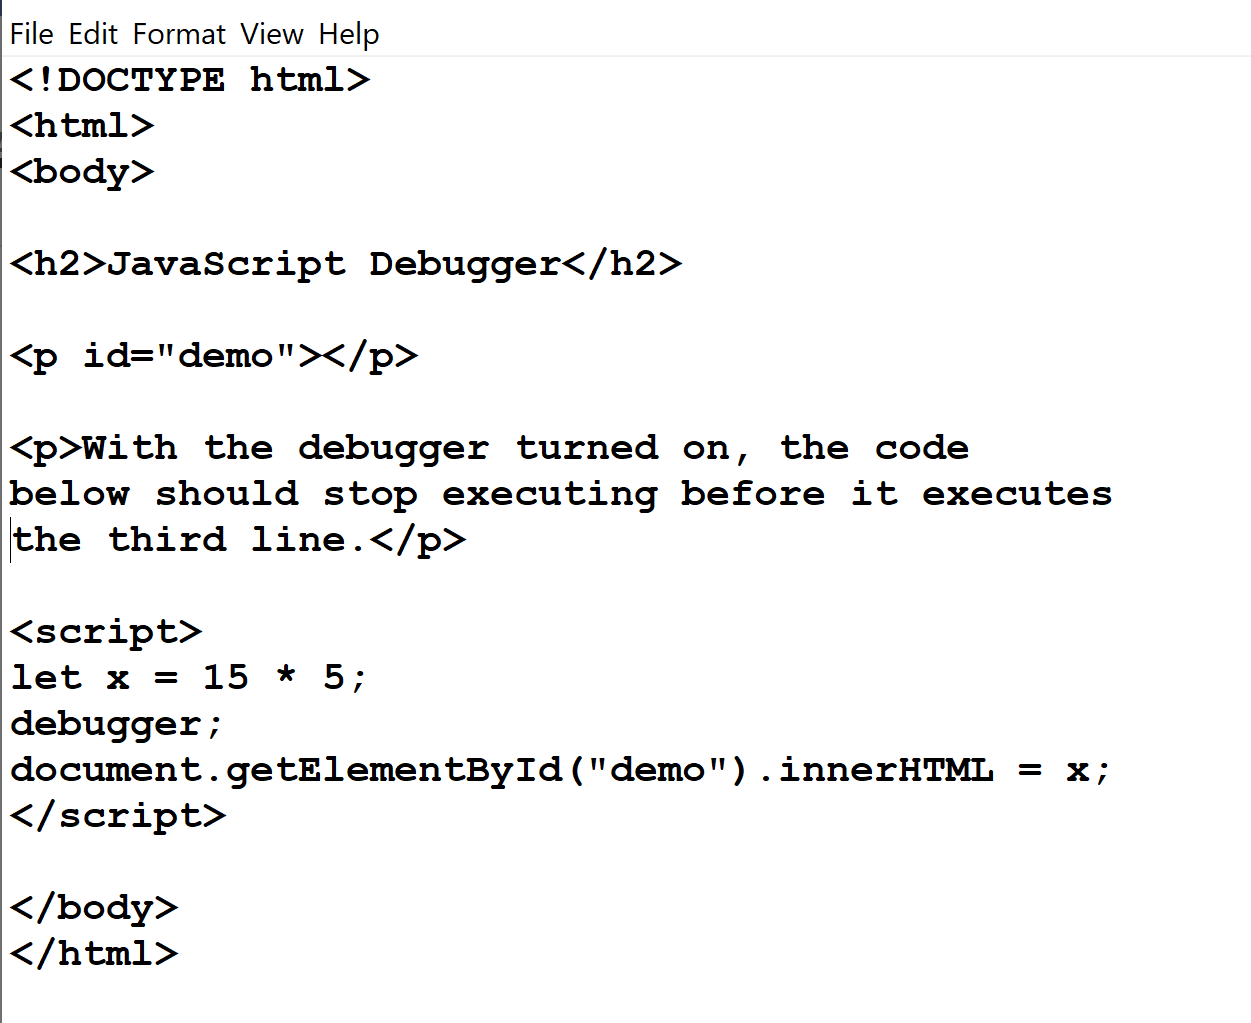 File Edit Format View Help
<!DOCTYPE html>
<html>
<body>
<h2>JavaScript Debugger</h2>
<p id="demo"></p>
<p>With the debugger turned on, the code
below should stop executing before it executes
the third line.</p>
<script>
let x = 15 * 5;
debugger;
document.getElementById("demo").innerHTML = x;
</script>
</body>
</html>